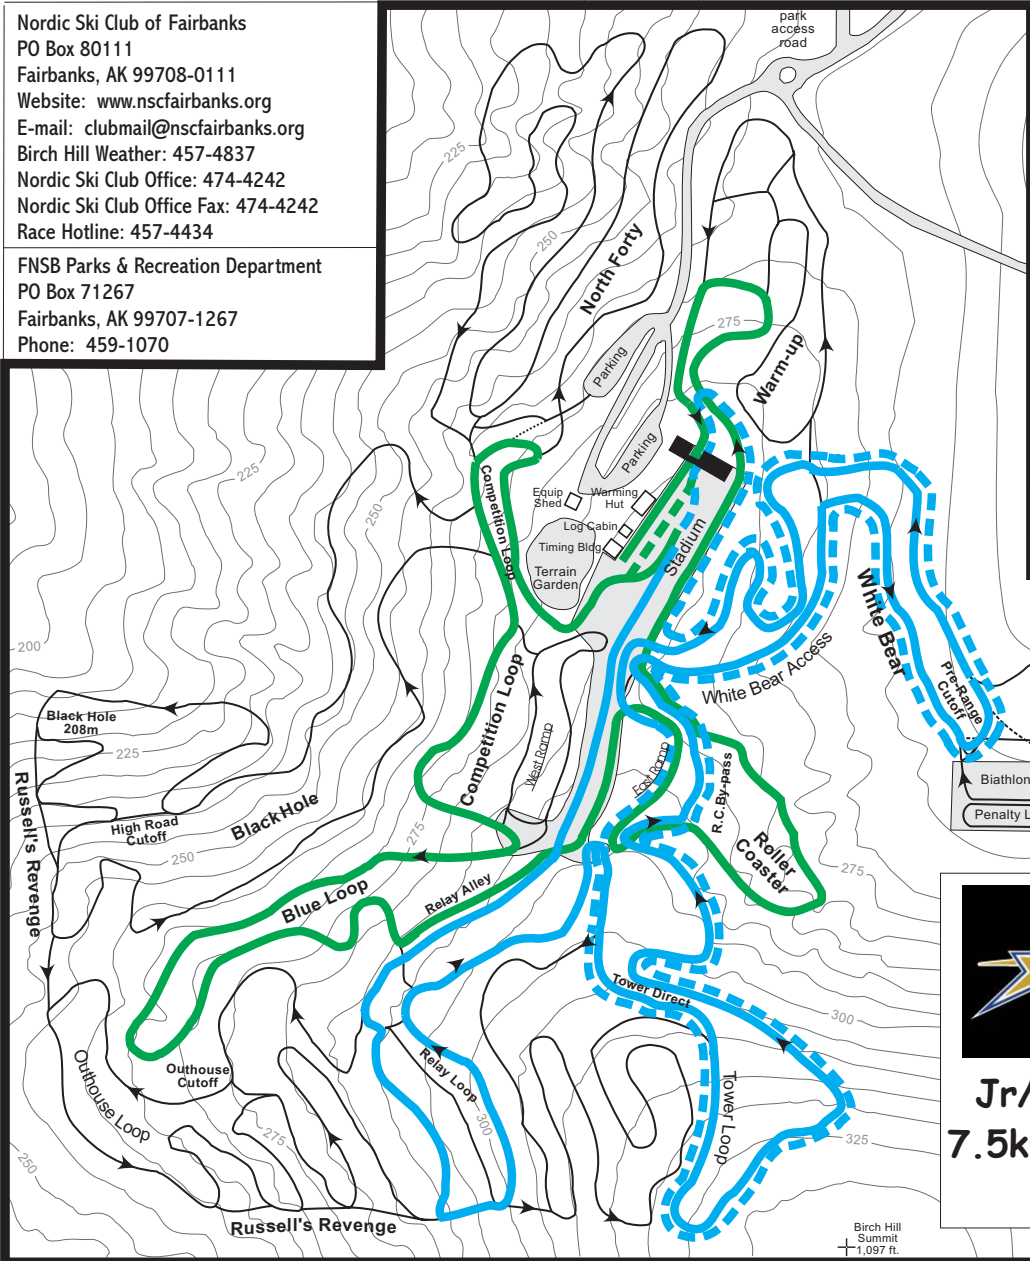 Nordic Ski Club of Fairbanks
PO Box 80111
Fairbanks, AK 99708-0111
Website: www.nscfairbanks.org
E-mail: clubmail@nscfairbanks.org
Birch Hill Weather: 457-4837
Nordic Ski Club Office: 474-4242
Nordic Ski Club Office Fax: 474-4242
Race Hotline: 457-4434
FNSB Parks & Recreation Department
PO Box 71267
Fairbanks, AK 99707-1267
Phone: 459-1070
park
access
road
225
250
North Forty
275
Parking
Warm-up
Parking
225
250
Competition Loop
Equip
Shed
Warming
Hut
Log Cabin
Timing Bldg.
Terrain
Garden
Stadium
White Bear
200
White Bear Access
Pre-Range
Cutoff
Black Hole
208m
225
Competition Loop
West Ramp
East Ramp
R.C.By-pass
Biathlon
Penalty L
Russell's Revenge
High Road
Cutoff
Black Hole
250
275
Roller
Coaster
275
Blue Loop
Relay Alley
Tower Direct
300
Outhouse
Cutoff
Relay Loop
Outhouse Loop
Tower Loop
300
275
325
250
Russell's Revenge
Jr/
7.5k
Birch Hill
Summit
1,097 ft.